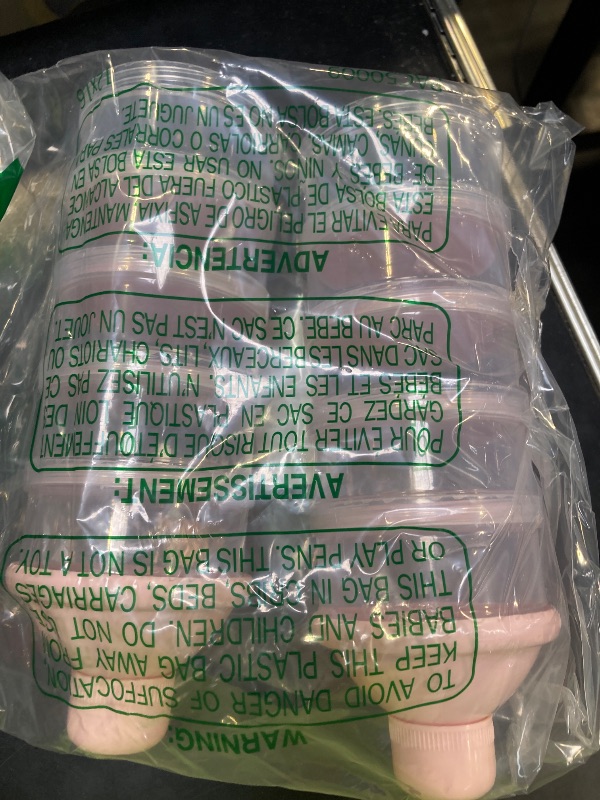 WARNING:
TO AVOID DANGER OF SUFFOCATION,
KEEP THIS PLASTIC BAG AWAY FROM
BABIES AND CHILDREN. DO NOT USE
THIS BAG IN CRIBS, BEDS, CARRIAGES
OR PLAY PENS. THIS BAG IS NOT A TOY.
AVERTISSEMENT:
POUR EVITER TOUT RISQUE D'ÉTOUFFEMENT
GARDEZ CE SAC EN PLASTIQUE LOIN DES
BÉBÉS ET LES ENFANTS. N'UTILISEZ PAS CE
SAC DANS LES BERCEAUX, LITS, CHARIOTS OU
PARC AU BEBE. CE SAC N'EST PAS UN JOUET.
ADVERTENCIA:
PARA EVITAR EL PELIGRO DE ASFIXIA MANTENGA
ESTA BOLSA DE PLASTICO FUERA DEL ALCANCE
DE BEBES Y NINOS. NO USAR ESTA BOLSA EN
CUNAS, CAMAS, CARRIOLAS O CORRALES PARA
BEBES. ESTA BOLSA NO ES UN JUGUETE
12X16